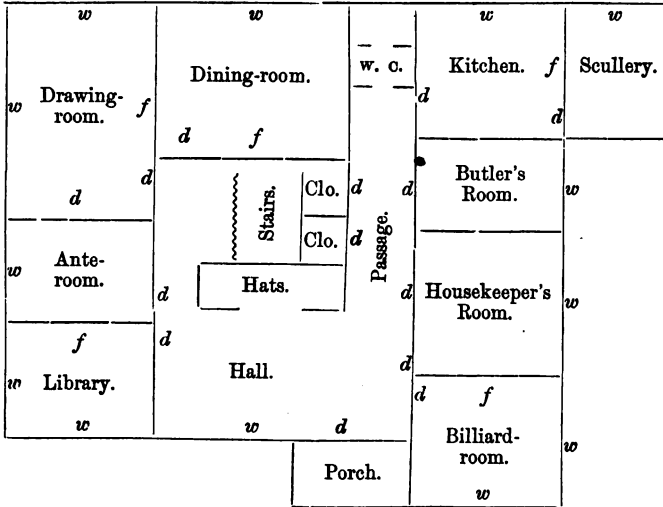 w w w w
Dining-room. w. c. Kitchen. f Scullery.
w Drawing-
room. f
d
d f d
d
Butler's
Room. w
d Stairs. Clo. d d
d
Passage.
w Ante-
room.
Clo. d
Hats. d Housekeeper's
Room. w
d
f d Hall. d
w Library. d f
w w d Billiard-
room. w
Porch.
w